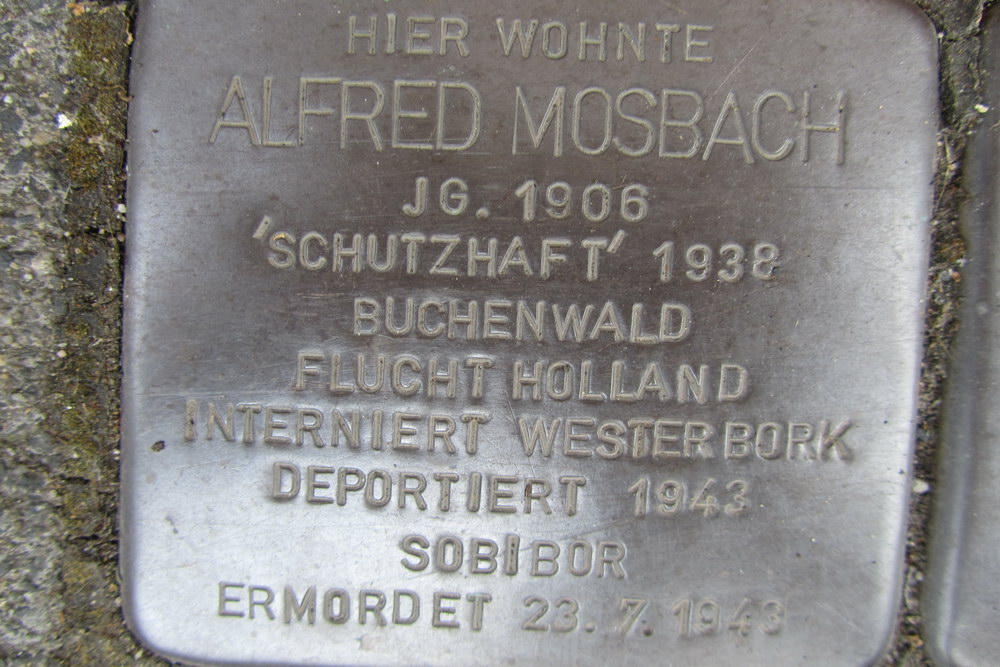 HIER WOHNTE
ALFRED MOSBACH
JG. 1906
'SCHUTZHAFT' 1938
BUCHENWALD
FLUCHT HOLLAND
INTERNIERT WESTERBORK
DEPORTIERT 1943
SOBIBOR
ERMORDET 23.7.1943